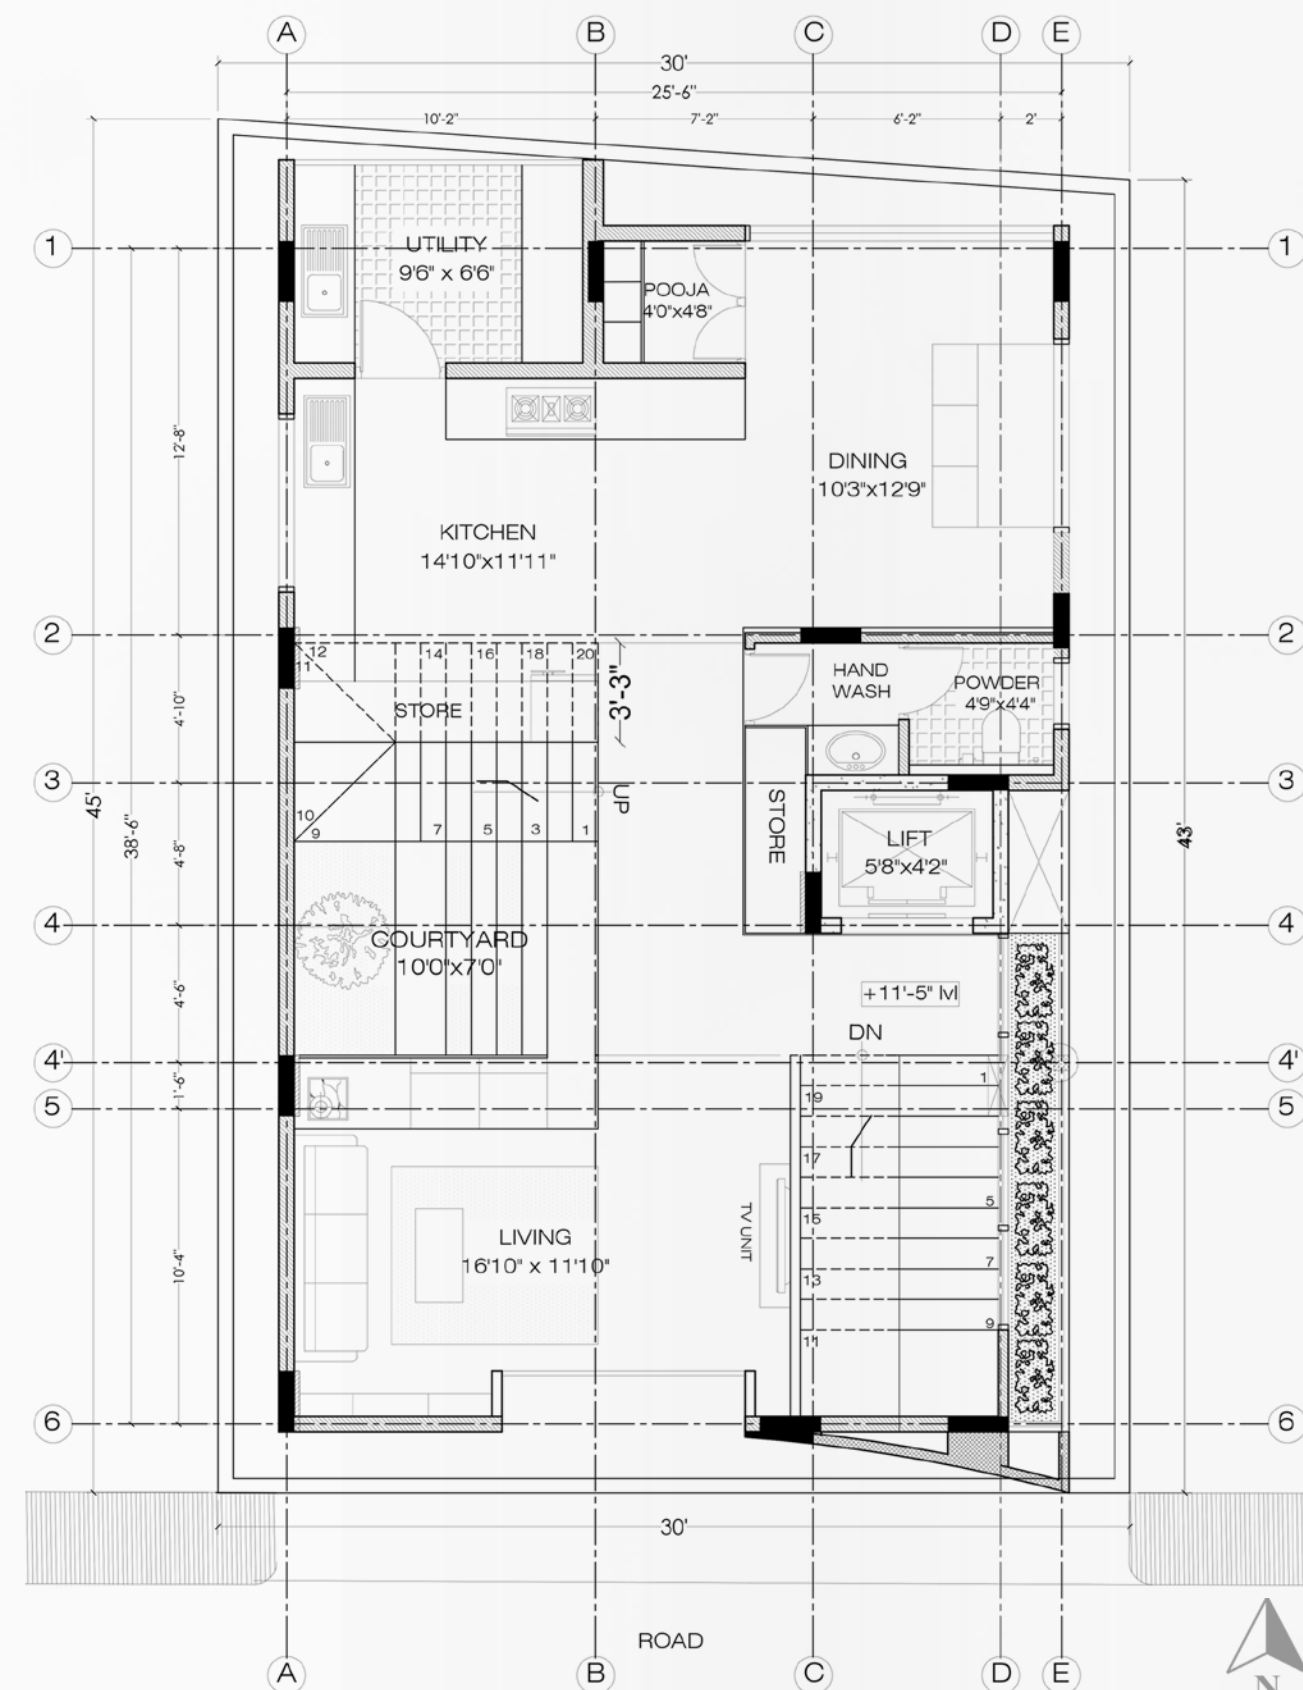 A B C D E
30'
25'-6"
10'-2" 7'-2" 6'-2" 2'
1 1
UTILITY
9'6" x 6'6"
POOJA
4'0"x4'8"
12'-8"
DINING
10'3"x12'9"
KITCHEN
14'10"x11'11"
2 2
12 14 16 18 20
11
HAND
WASH
POWDER
4'9"x4'4"
3'-3"
4'-10"
STORE
3 3
UP
45'
38'-6"
43'
10
9 7 5 3 1
STORE
LIFT
5'8"x4'2"
4'-8"
4 4
COURTYARD
10'0"x7'0"
4'-6"
+11'-5" lvl
DN
4' 4'
1
1'-6"
19
5 5
17
5
15
TV UNIT
LIVING
16'10" x 11'10"
7
13
10'-4"
9
11
6 6
30'
ROAD
A B C D E
N